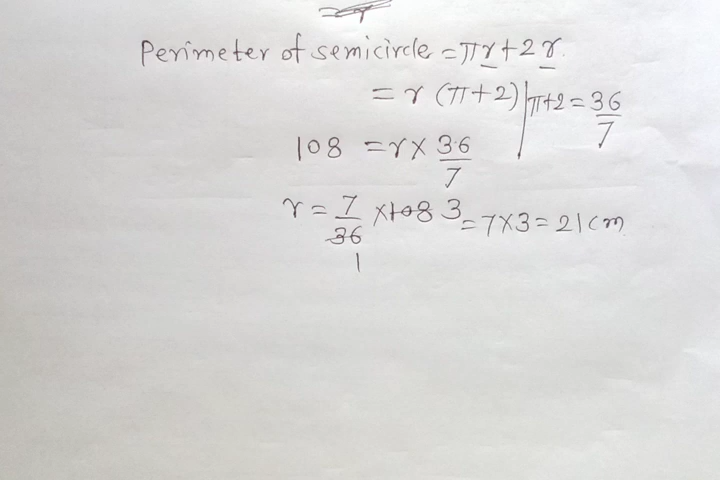 Perimeter of semicircle = πr + 2r.
= r (π+2) | π+2 = 36/7
108 = r × 36/7
r = 7/36 × 108 3 = 7×3 = 21 cm
1